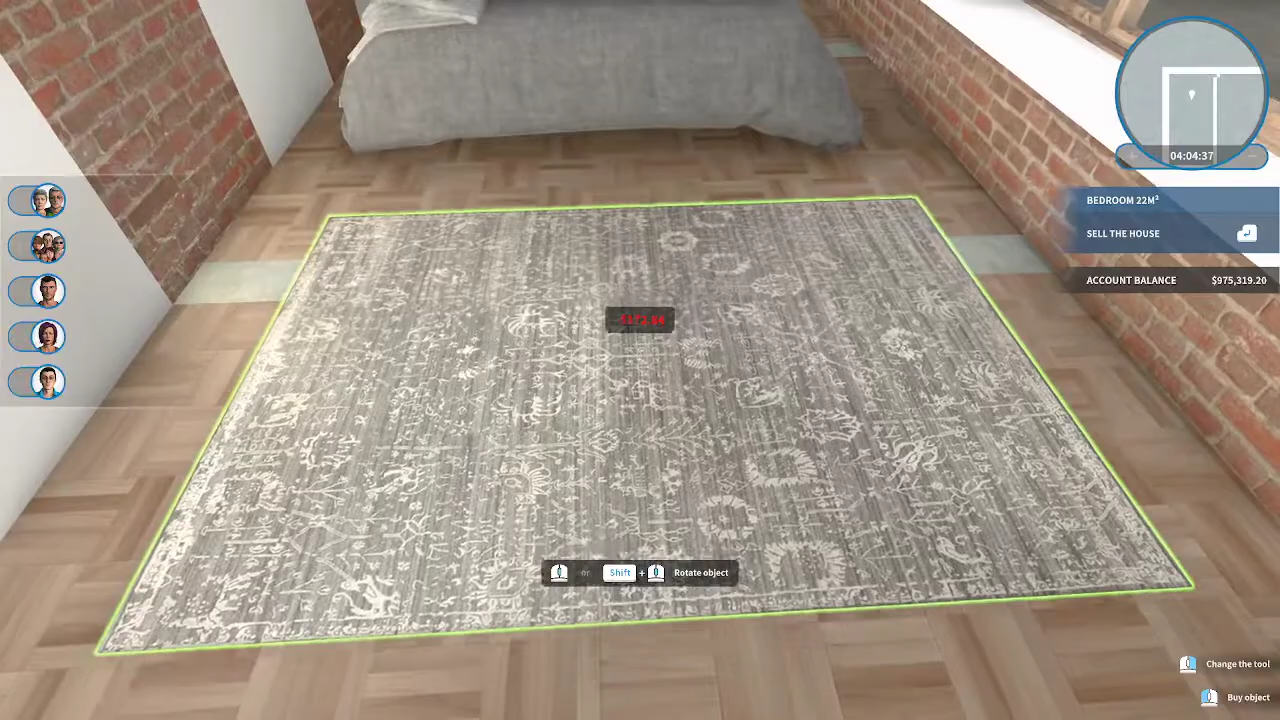 04:04:37
BEDROOM 22M²
SELL THE HOUSE
ACCOUNT BALANCE $975,319.20
or Shift + Rotate object
Change the tool
Buy object